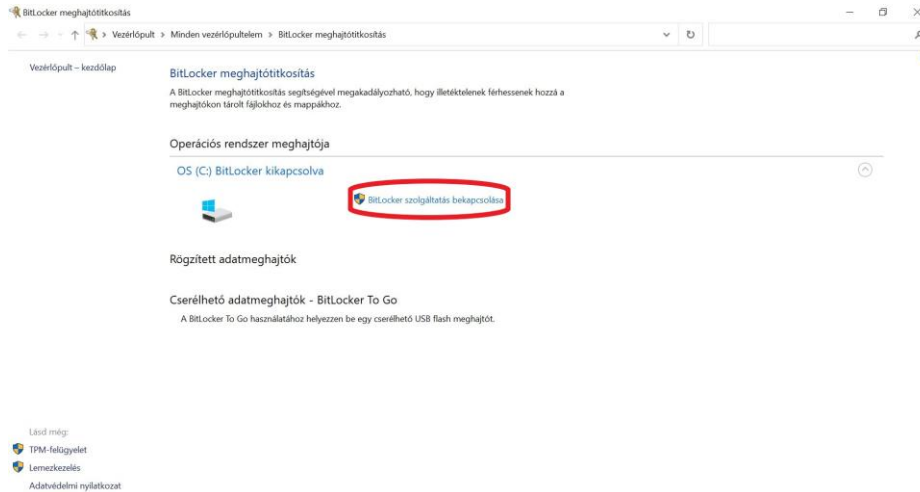 BitLocker meghajtótitkosítás
Vezérlőpult > Minden vezérlőpultelem > BitLocker meghajtótitkosítás
Vezérlőpult – kezdőlap
BitLocker meghajtótitkosítás
A BitLocker meghajtótitkosítás segítségével megakadályozható, hogy illetéktelenek férhessenek hozzá a
meghajtókon tárolt fájlokhoz és mappákhoz.
Operációs rendszer meghajtója
OS (C:) BitLocker kikapcsolva
BitLocker szolgáltatás bekapcsolása
Rögzített adatmeghajtók
Cserélhető adatmeghajtók - BitLocker To Go
A BitLocker To Go használatához helyezzen be egy cserélhető USB flash meghajtót.
Lásd még:
TPM-felügyelet
Lemezkezelés
Adatvédelmi nyilatkozat